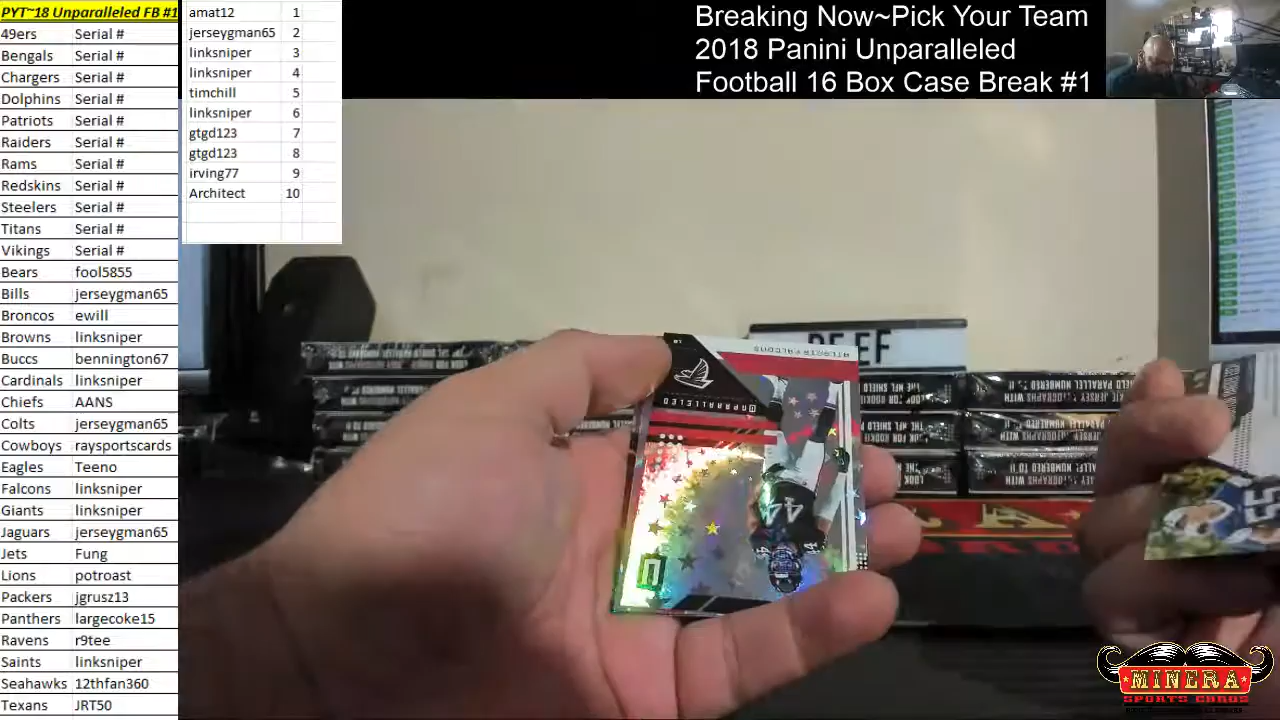 PYT~18 Unparalleled FB #1
49ers Serial #
Bengals Serial #
Chargers Serial #
Dolphins Serial #
Patriots Serial #
Raiders Serial #
Rams Serial #
Redskins Serial #
Steelers Serial #
Titans Serial #
Vikings Serial #
Bears fool5855
Bills jerseygman65
Broncos ewill
Browns linksniper
Buccs bennington67
Cardinals linksniper
Chiefs AANS
Colts jerseygman65
Cowboys raysportscards
Eagles Teeno
Falcons linksniper
Giants linksniper
Jaguars jerseygman65
Jets Fung
Lions potroast
Packers jgrusz13
Panthers largecoke15
Ravens r9tee
Saints linksniper
Seahawks 12thfan360
Texans JRT50
amat12 1
jerseygman65 2
linksniper 3
linksniper 4
timchill 5
linksniper 6
gtgd123 7
gtgd123 8
irving77 9
Architect 10
Breaking Now~Pick Your Team
2018 Panini Unparalleled
Football 16 Box Case Break #1
ATLANTA FALCONS
LB
UNPARALLELED
44
MINERA
SPORTS CARDS